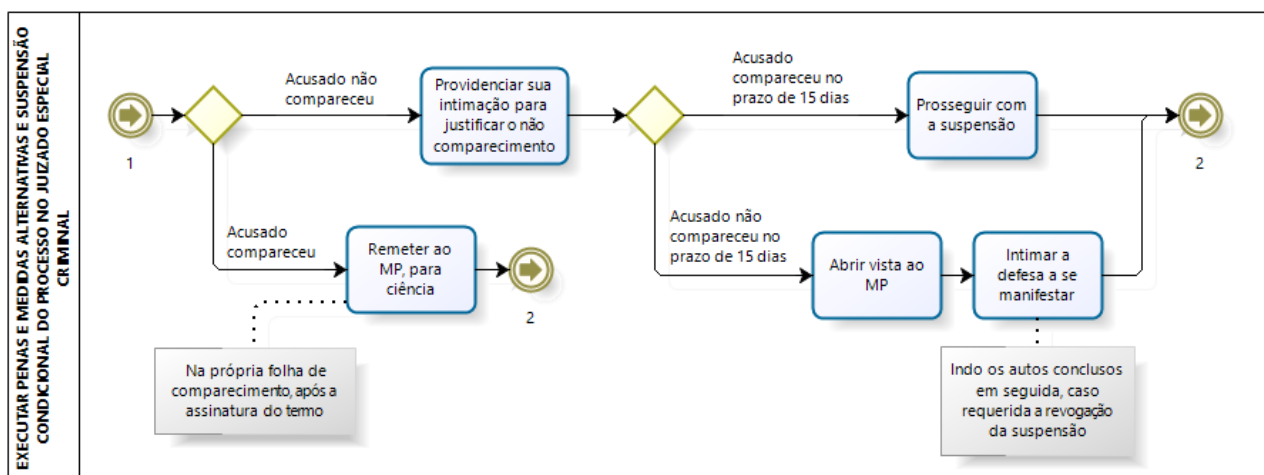 EXECUTAR PENAS E MEDIDAS ALTERNATIVAS E SUSPENSÃO
CONDICIONAL DO PROCESSO NO JUIZADO ESPECIAL
CRIMINAL
1
Acusado não
compareceu
Providenciar sua
intimação para
justificar o não
comparecimento
Acusado
compareceu no
prazo de 15 dias
Prosseguir com
a suspensão
2
Acusado
compareceu
Remeter ao
MP, para
ciência
2
Na própria folha de
comparecimento, após a
assinatura do termo
Acusado não
compareceu no
prazo de 15 dias
Abrir vista ao
MP
Intimar a
defesa a se
manifestar
Indo os autos conclusos
em seguida, caso
requerida a revogação
da suspensão